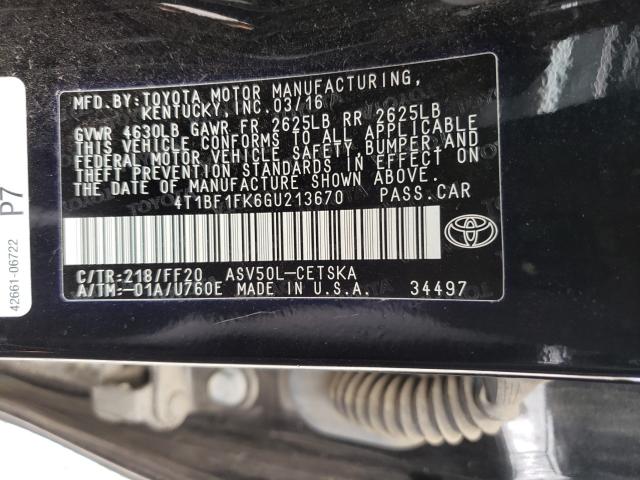 MFD.BY:TOYOTA MOTOR MANUFACTURING,
KENTUCKY, INC. 03/16
GVWR 4630LB GAWR FR 2625LB RR 2625LB
THIS VEHICLE CONFORMS TO ALL APPLICABLE
FEDERAL MOTOR VEHICLE SAFETY, BUMPER, AND
THEFT PREVENTION STANDARDS IN EFFECT ON
THE DATE OF MANUFACTURE SHOWN ABOVE.
4T1BF1FK6GU213670 PASS.CAR
C/TR:218/FF20 ASV50L-CETSKA
A/TM:-01A/U760E MADE IN U.S.A. 34497
P7
42661-06722